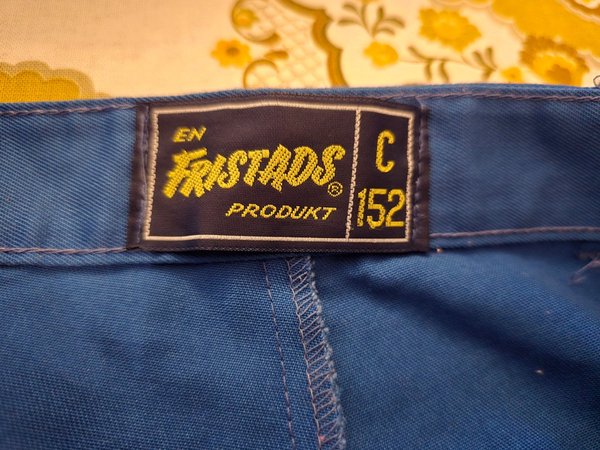 EN
FRISTADS®
PRODUKT
C
152